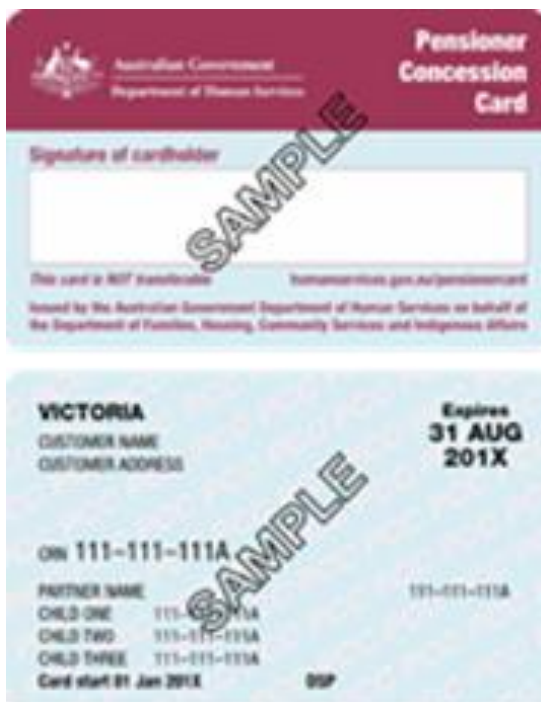 Australian Government
Department of Human Services
Pensioner
Concession
Card
Signature of cardholder
SAMPLE
This card is NOT transferable
humanservices.gov.au/pensionercard
Issued by the Australian Government Department of Human Services on behalf of
the Department of Families, Housing, Community Services and Indigenous Affairs
VICTORIA
Expires
31 AUG
201X
CUSTOMER NAME
CUSTOMER ADDRESS
SAMPLE
CRN 111-111-111A
PARTNER NAME 111-111-111A
CHILD ONE 111-111-111A
CHILD TWO 111-111-111A
CHILD THREE 111-111-111A
Card start 01 Jan 201X DSP